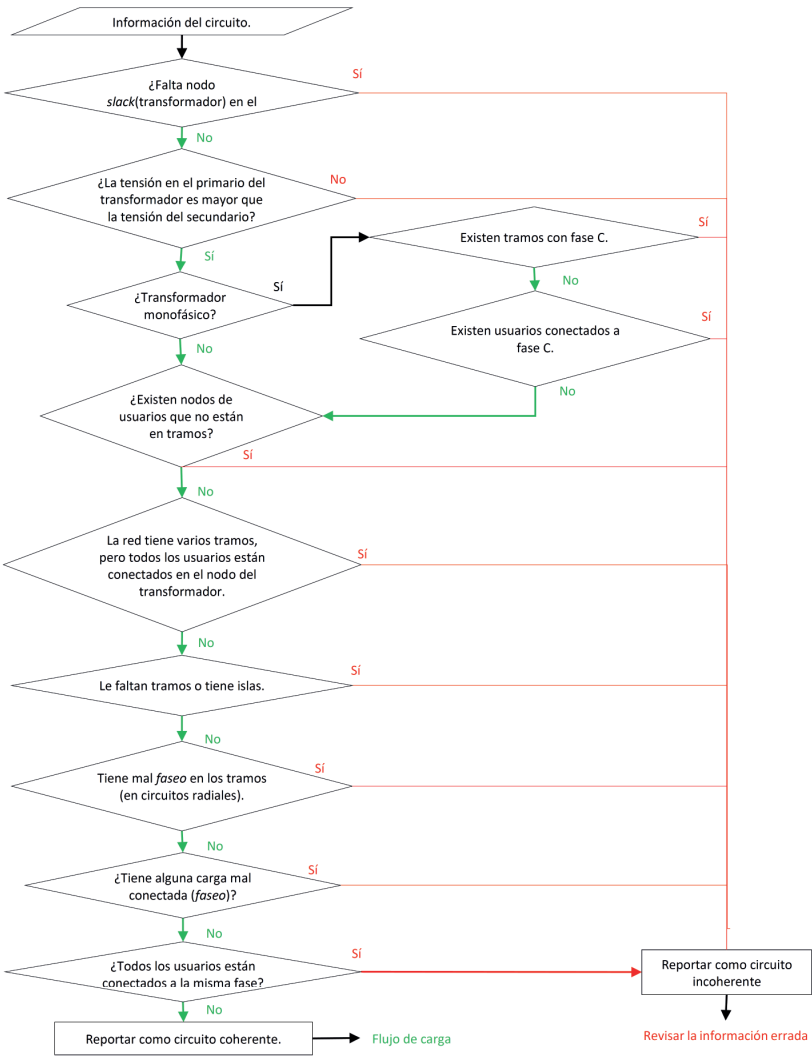 Información del circuito.
¿Falta nodo
slack(transformador) en el
Sí
No
¿La tensión en el primario del
transformador es mayor que
la tensión del secundario?
No
Sí
Existen tramos con fase C.
Sí
No
¿Transformador
monofásico?
Sí
No
Existen usuarios conectados a
fase C.
Sí
No
¿Existen nodos de
usuarios que no están
en tramos?
Sí
No
La red tiene varios tramos,
pero todos los usuarios están
conectados en el nodo del
transformador.
Sí
No
Le faltan tramos o tiene islas.
Sí
No
Tiene mal faseo en los tramos
(en circuitos radiales).
Sí
No
¿Tiene alguna carga mal
conectada (faseo)?
Sí
No
¿Todos los usuarios están
conectados a la misma fase?
Sí
No
Reportar como circuito
incoherente
Revisar la información errada
Reportar como circuito coherente.
Flujo de carga